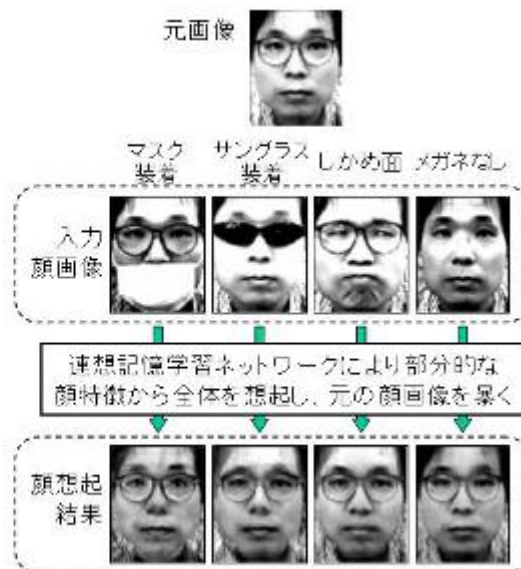 元画像
マスク
装着
サングラス
装着
しかめ面
メガネなし
入力
顔画像
連想記憶学習ネットワークにより部分的な
顔特徴から全体を想起し、元の顔画像を暴く
顔想起
結果